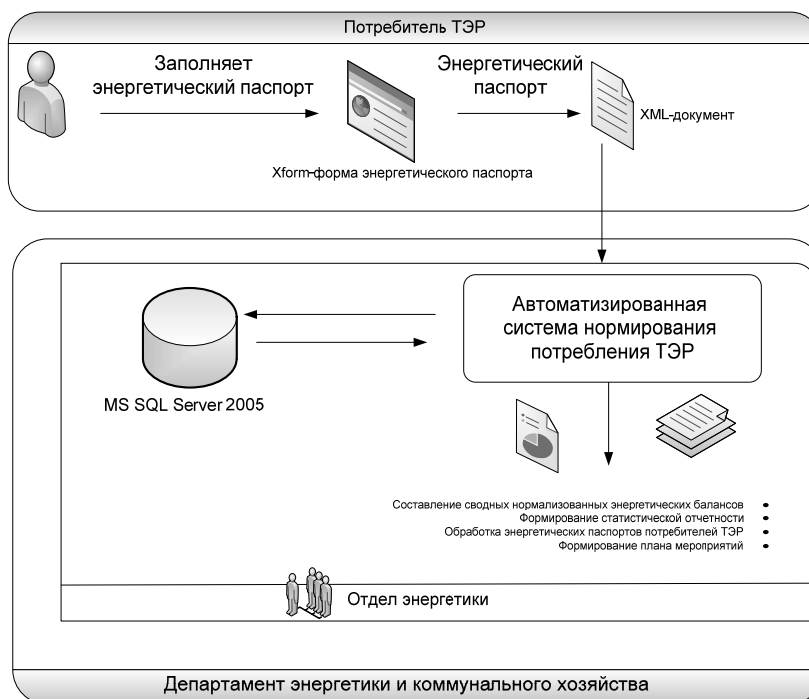 Потребитель ТЭР
Заполняет
энергетический паспорт
Энергетический
паспорт
XML-документ
Xform-форма энергетического паспорта
Автоматизированная
система нормирования
потребления ТЭР
MS SQL Server 2005
Составление сводных нормализованных энергетических балансов •
Формирование статистической отчетности •
Обработка энергетических паспортов потребителей ТЭР •
Формирование плана мероприятий •
Отдел энергетики
Департамент энергетики и коммунального хозяйства